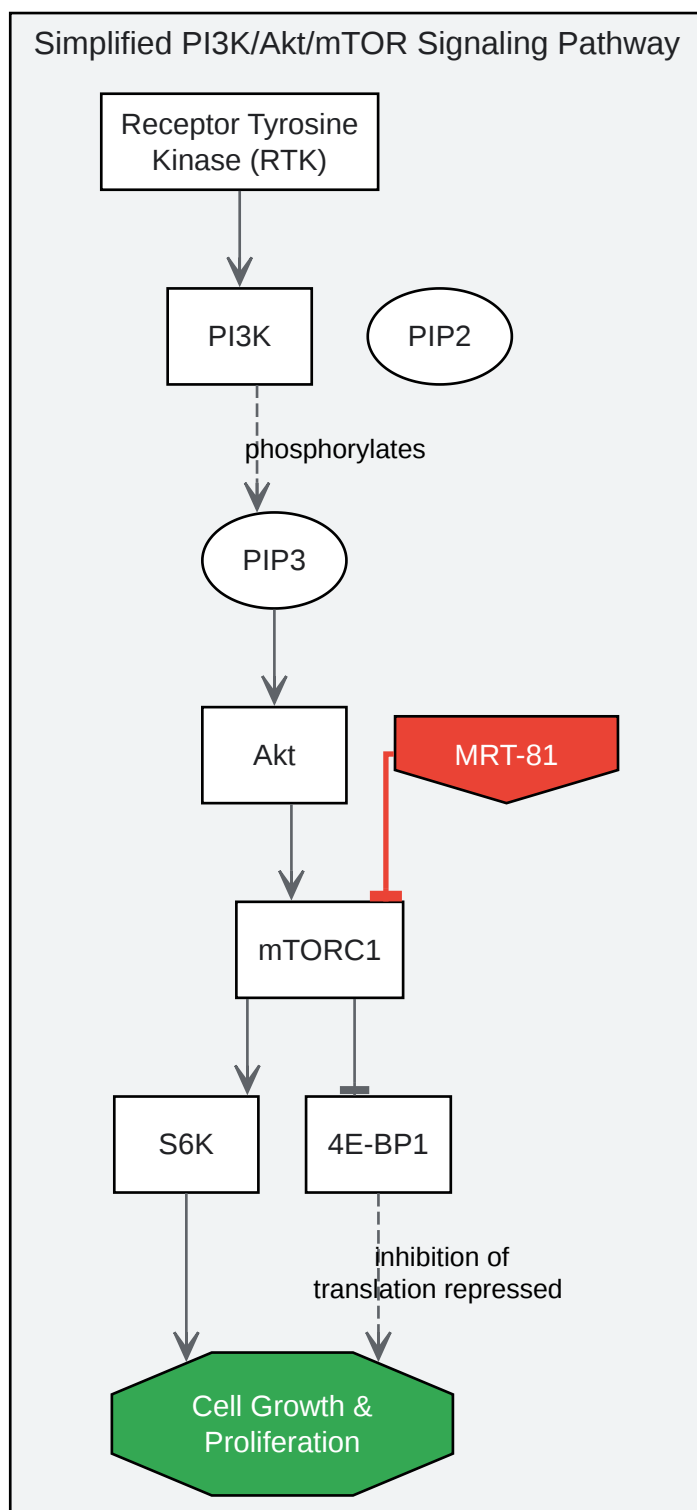 Simplified PI3K/Akt/mTOR Signaling Pathway
Receptor Tyrosine
Kinase (RTK)
PI3K
PIP2
phosphorylates
PIP3
Akt
MRT-81
mTORC1
S6K
4E-BP1
inhibition of
translation repressed
Cell Growth &
Proliferation